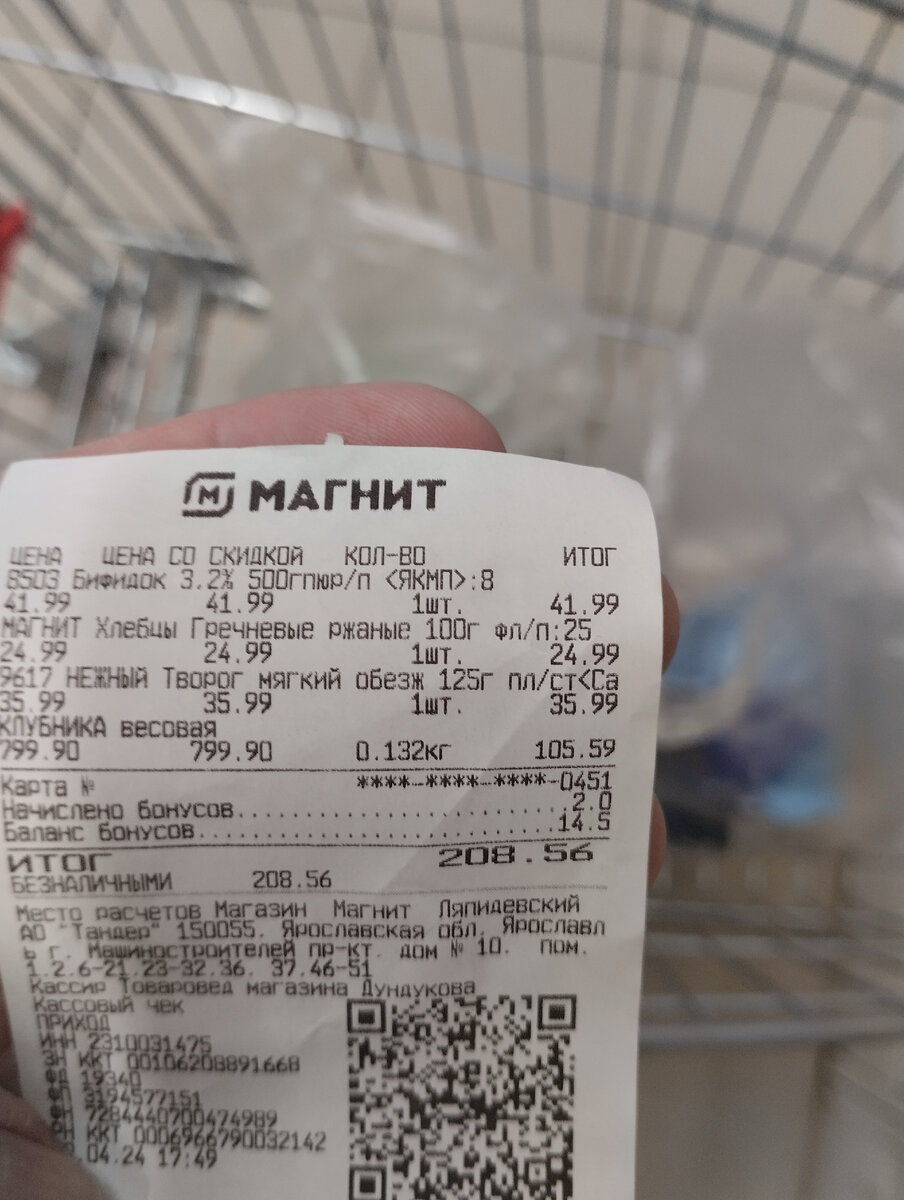 МАГНИТ
ЦЕНА ЦЕНА СО СКИДКОЙ КОЛ-ВО ИТОГ
8503 Бифидок 3.2% 500гпюр/п <ЯКМП>:8
41.99 41.99 1шт. 41.99
МАГНИТ Хлебцы Гречневые ржаные 100г фл/п:25
24.99 24.99 1шт. 24.99
9617 НЕЖНЫЙ Творог мягкий обезж 125г пл/ст<Са
35.99 35.99 1шт. 35.99
КЛУБНИКА весовая
799.90 799.90 0.132кг 105.59
Карта № ****-****-****-0451
Начислено бонусов..............................2.0
Баланс бонусов..............................14.5
ИТОГ 208.56
БЕЗНАЛИЧНЫМИ 208.56
Место расчетов Магазин Магнит Ляпидевский
АО "Тандер" 150055. Ярославская обл, Ярославл
ь г. Машиностроителей пр-кт. дом № 10. пом.
1.2.6-21.23-32.36. 37.46-51
Кассир Товаровед магазина Дундукова
Кассовый чек
ПРИХОД
ИНН 2310031475
ЗН ККТ 00106208891668
19340
3194577151
7284440700474989
ККТ 0006966790032142
.04.24 17:49